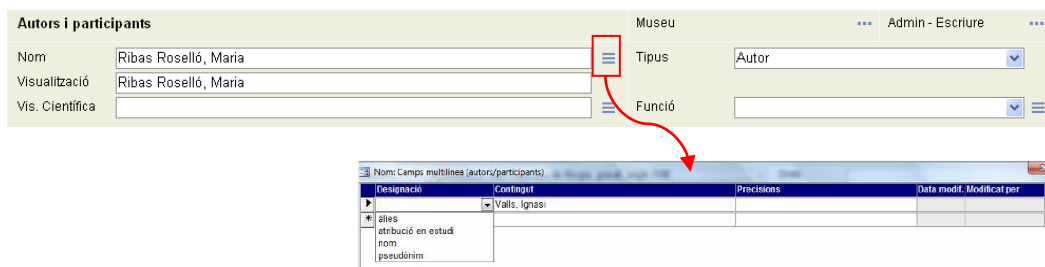 Autors i participants Museu Admin - Escriure
Nom Ribas Roselló, Maria Tipus Autor
Visualització Ribas Roselló, Maria
Vis. Científica Funció
Nom: Camps multilínea (autors/participants)
Designació Contingut Precisions Data modif. Modificat per
Valls, Ignasi
àlies
atribució en estudi
nom
pseudònim